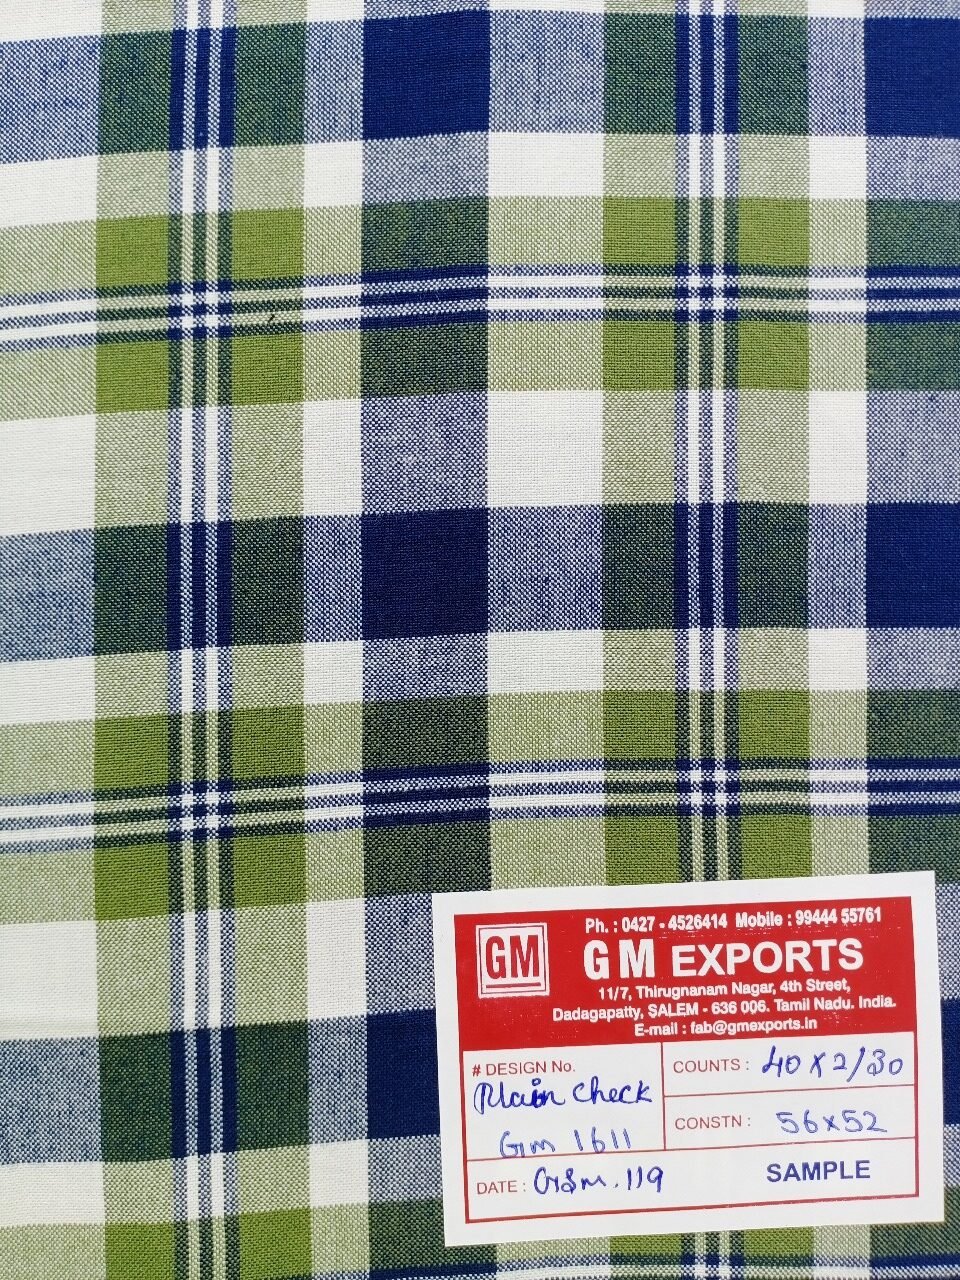 Ph. : 0427 - 4526414 Mobile : 99444 55761
GM
GM EXPORTS
11/7, Thirugnanam Nagar, 4th Street,
Dadagapatty, SALEM - 636 006. Tamil Nadu. India.
E-mail : fab@gmexports.in
# DESIGN No.
Plain check
Gm 1611
COUNTS : 40 x 2/30
CONSTN : 56x52
DATE : GSm. 119
SAMPLE